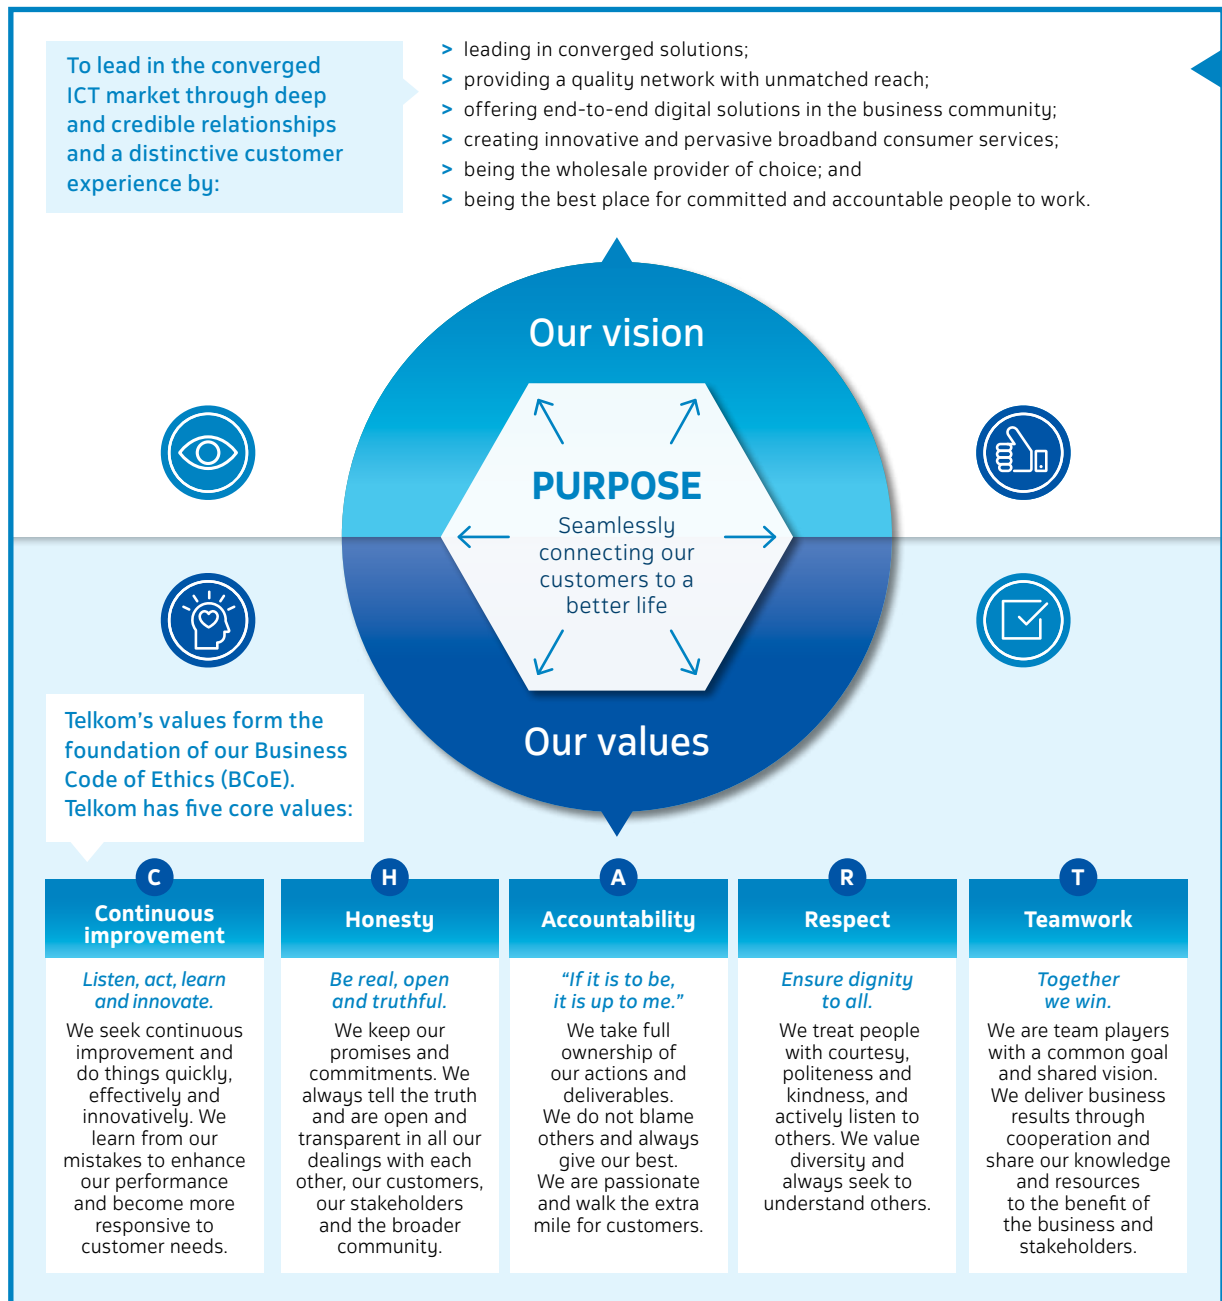 To lead in the converged
ICT market through deep
and credible relationships
and a distinctive customer
experience by:
> leading in converged solutions;
> providing a quality network with unmatched reach;
> offering end-to-end digital solutions in the business community;
> creating innovative and pervasive broadband consumer services;
> being the wholesale provider of choice; and
> being the best place for committed and accountable people to work.
Our vision
PURPOSE
Seamlessly
connecting our
customers to a
better life
Our values
Telkom's values form the
foundation of our Business
Code of Ethics (BCoE).
Telkom has five core values:
C
Continuous
improvement
Listen, act, learn
and innovate.
We seek continuous
improvement and
do things quickly,
effectively and
innovatively. We
learn from our
mistakes to enhance
our performance
and become more
responsive to
customer needs.
H
Honesty
Be real, open
and truthful.
We keep our
promises and
commitments. We
always tell the truth
and are open and
transparent in all our
dealings with each
other, our customers,
our stakeholders
and the broader
community.
A
Accountability
"If it is to be,
it is up to me."
We take full
ownership of
our actions and
deliverables.
We do not blame
others and always
give our best.
We are passionate
and walk the extra
mile for customers.
R
Respect
Ensure dignity
to all.
We treat people
with courtesy,
politeness and
kindness, and
actively listen to
others. We value
diversity and
always seek to
understand others.
T
Teamwork
Together
we win.
We are team players
with a common goal
and shared vision.
We deliver business
results through
cooperation and
share our knowledge
and resources
to the benefit of
the business and
stakeholders.